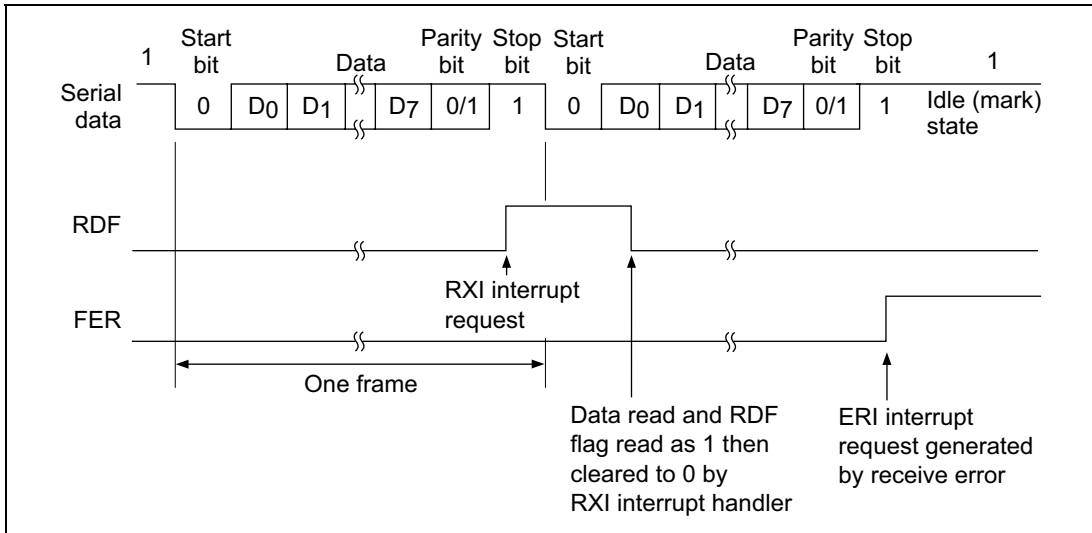 1
Start bit
Data
Parity bit
Stop bit
Start bit
Data
Parity bit
Stop bit
1
Serial data
0 D0 D1 D7 0/1 1 0 D0 D1 D7 0/1 1
Idle (mark) state
RDF
RXI interrupt
request
FER
One frame
Data read and RDF
flag read as 1 then
cleared to 0 by
RXI interrupt handler
ERI interrupt
request generated
by receive error